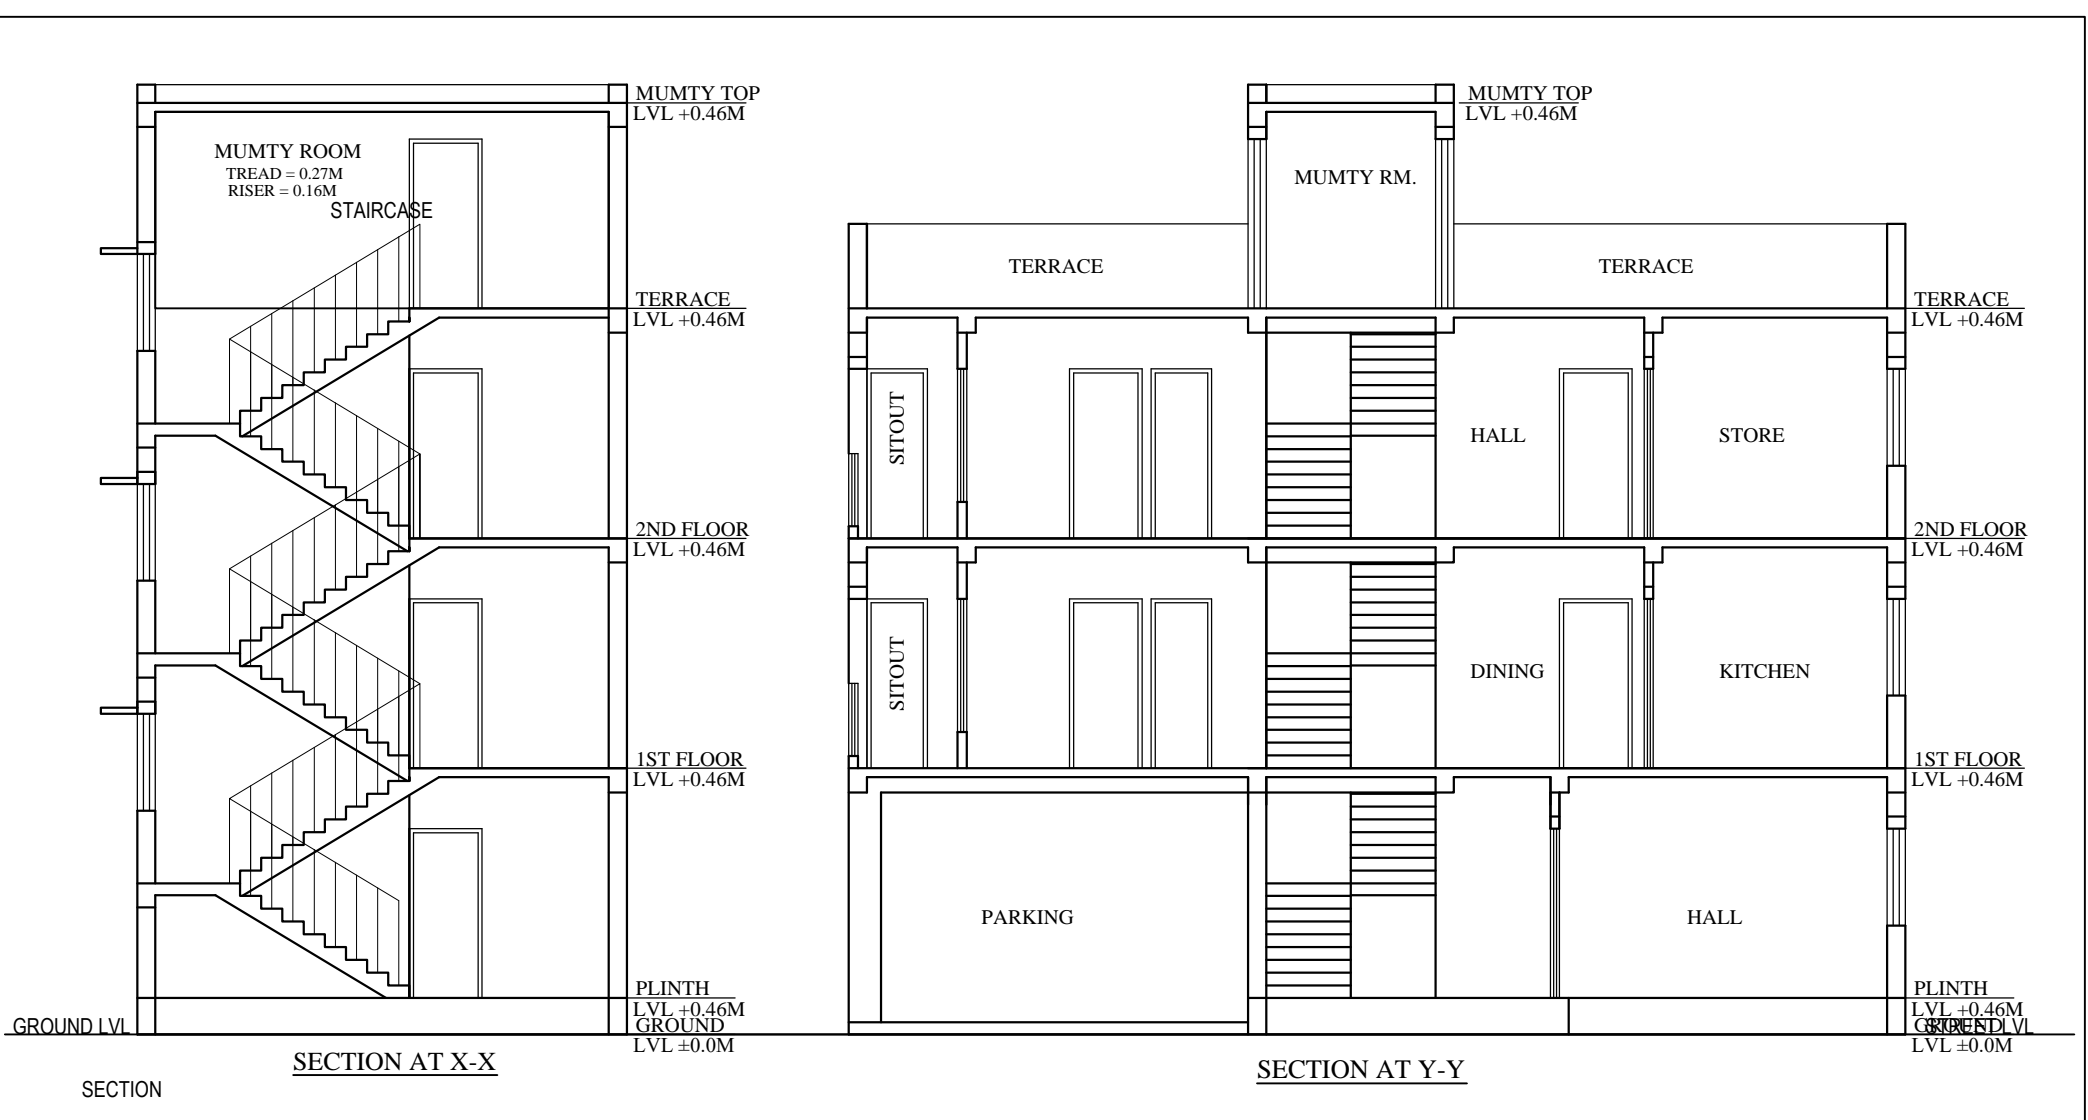 MUMTY TOP
LVL +0.46M
MUMTY ROOM
TREAD = 0.27M
RISER = 0.16M
STAIRCASE
TERRACE
LVL +0.46M
2ND FLOOR
LVL +0.46M
1ST FLOOR
LVL +0.46M
PLINTH
LVL +0.46M
GROUND LVL
GROUND
LVL ±0.0M
SECTION AT X-X
SECTION
MUMTY TOP
LVL +0.46M
MUMTY RM.
TERRACE
TERRACE
TERRACE
LVL +0.46M
SITOUT
HALL
STORE
2ND FLOOR
LVL +0.46M
SITOUT
DINING
KITCHEN
1ST FLOOR
LVL +0.46M
PARKING
HALL
PLINTH
LVL +0.46M
GROUND
STREET LVL
LVL ±0.0M
SECTION AT Y-Y